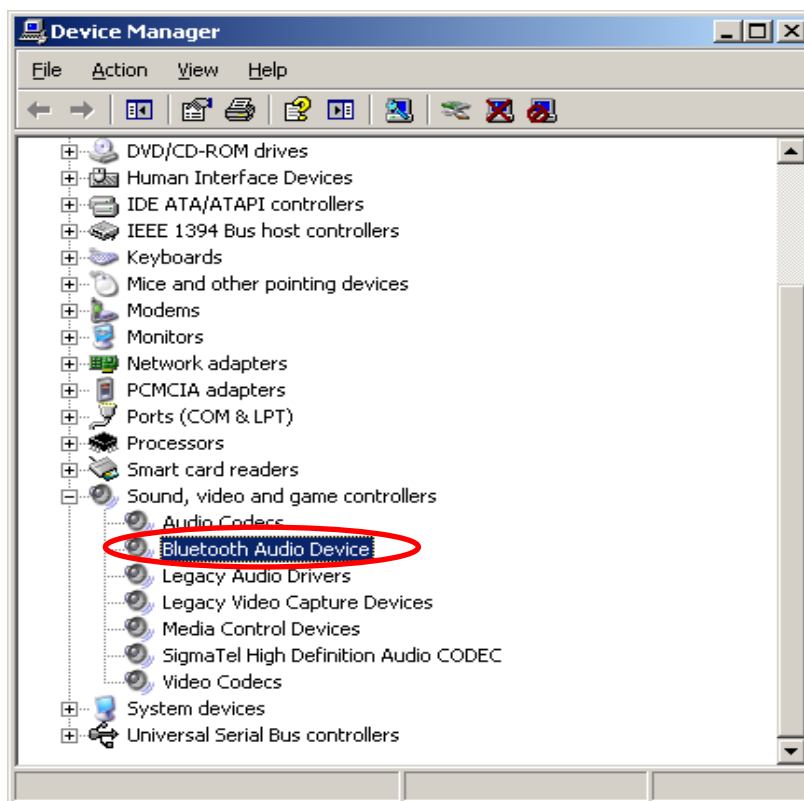 Device Manager
File Action View Help
DVD/CD-ROM drives
Human Interface Devices
IDE ATA/ATAPI controllers
IEEE 1394 Bus host controllers
Keyboards
Mice and other pointing devices
Modems
Monitors
Network adapters
PCMCIA adapters
Ports (COM & LPT)
Processors
Smart card readers
Sound, video and game controllers
Audio Codecs
Bluetooth Audio Device
Legacy Audio Drivers
Legacy Video Capture Devices
Media Control Devices
SigmaTel High Definition Audio CODEC
Video Codecs
System devices
Universal Serial Bus controllers